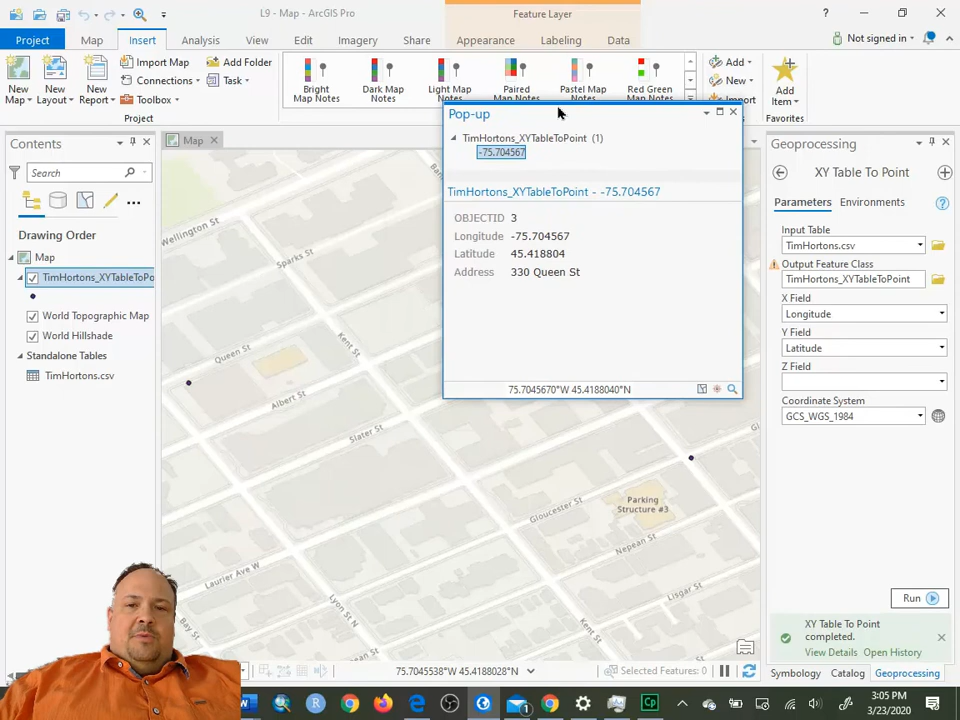 L9 - Map - ArcGIS Pro
Feature Layer
?
Project
Map
Insert
Analysis
View
Edit
Imagery
Share
Appearance
Labeling
Data
Not signed in
New Map
New Layout
New Report
Import Map
Connections
Toolbox
Add Folder
Task
Project
Bright Map Notes
Dark Map Notes
Light Map Notes
Paired Map Notes
Pastel Map Notes
Red Green Map Notes
Add
New
Add Item
Favorites
Contents
Search
Drawing Order
Map
TimHortons_XYTableToPo
World Topographic Map
World Hillshade
Standalone Tables
TimHortons.csv
Map
Wellington St
Sparks St
Kent St
Queen St
Albert St
Slater St
Gloucester St
Parking Structure #3
Nepean St
Laurier Ave W
Lyon St N
Lisgar St
Bay St
Pop-up
TimHortons_XYTableToPoint (1)
-75.704567
TimHortons_XYTableToPoint - -75.704567
OBJECTID 3
Longitude -75.704567
Latitude 45.418804
Address 330 Queen St
75.7045670°W 45.4188040°N
75.7045538°W 45.4188028°N
Selected Features: 0
Geoprocessing
XY Table To Point
Parameters
Environments
Input Table
TimHortons.csv
Output Feature Class
TimHortons_XYTableToPoint
X Field
Longitude
Y Field
Latitude
Z Field
Coordinate System
GCS_WGS_1984
Run
XY Table To Point completed.
View Details Open History
Symbology
Catalog
Geoprocessing
3:05 PM
3/23/2020